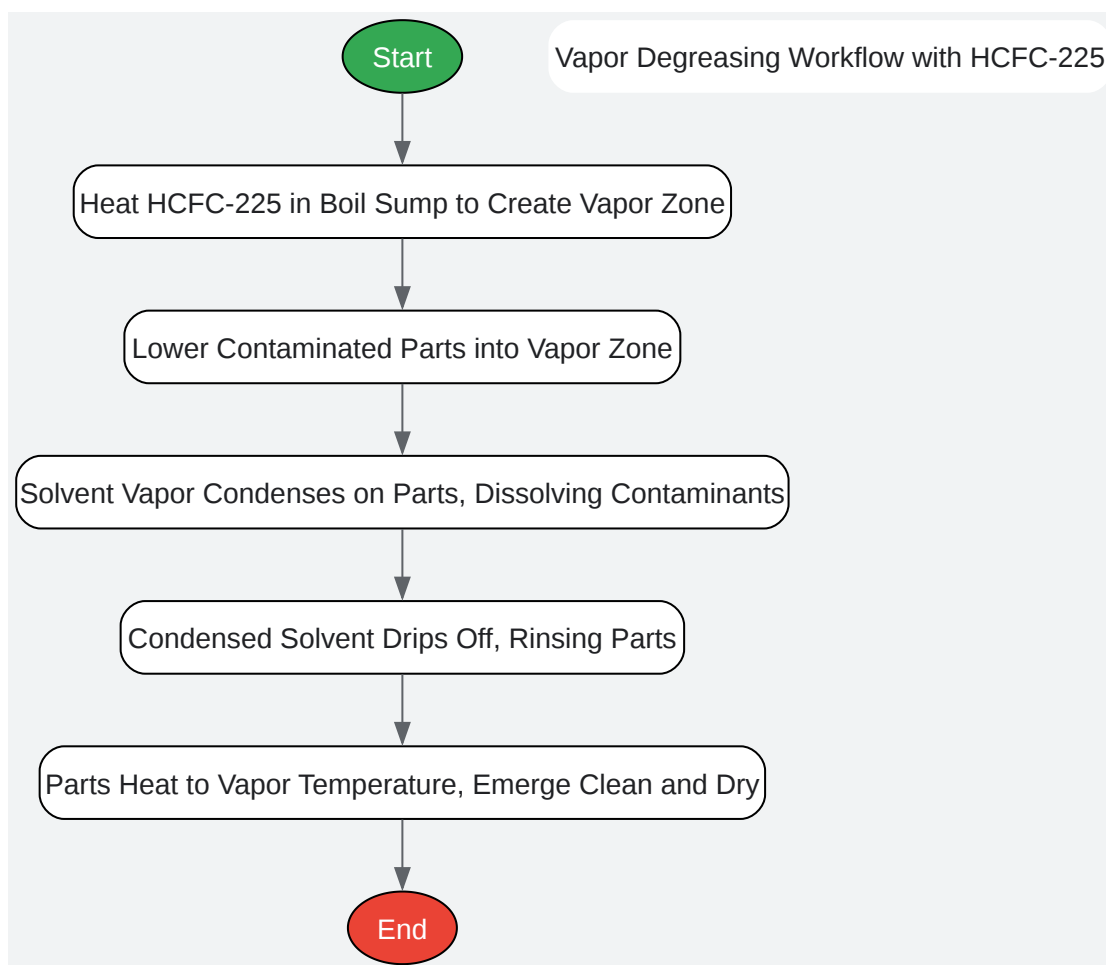 Start
Vapor Degreasing Workflow with HCFC-225
Heat HCFC-225 in Boil Sump to Create Vapor Zone
Lower Contaminated Parts into Vapor Zone
Solvent Vapor Condenses on Parts, Dissolving Contaminants
Condensed Solvent Drips Off, Rinsing Parts
Parts Heat to Vapor Temperature, Emerge Clean and Dry
End